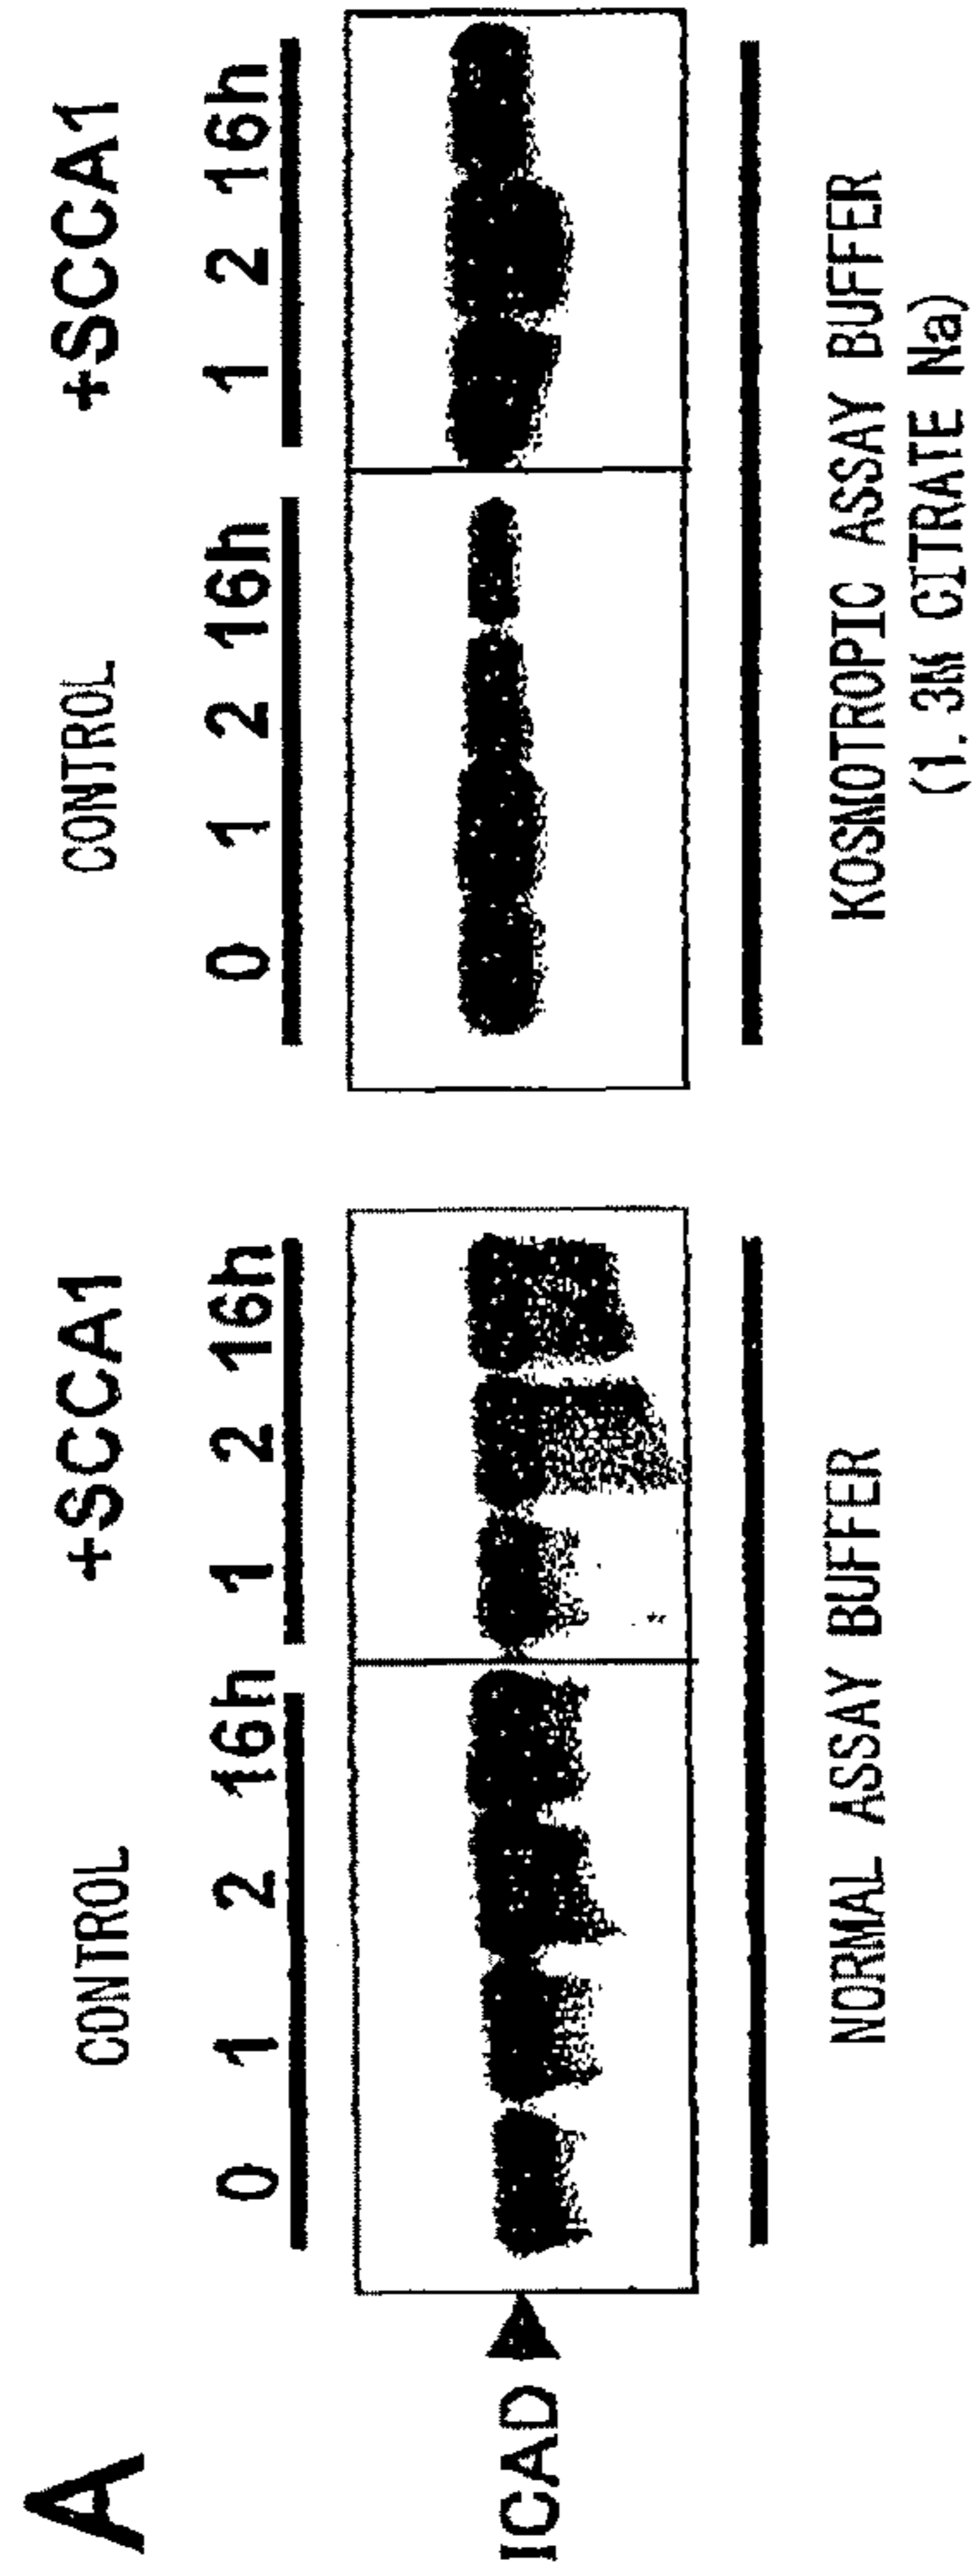 A
CONTROL +SCCA1 CONTROL +SCCA1
0 1 2 16h 1 2 16h 0 1 2 16h 1 2 16h
ICAD
NORMAL ASSAY BUFFER KOSMOTROPIC ASSAY BUFFER
(1. 3M CITRATE Na)